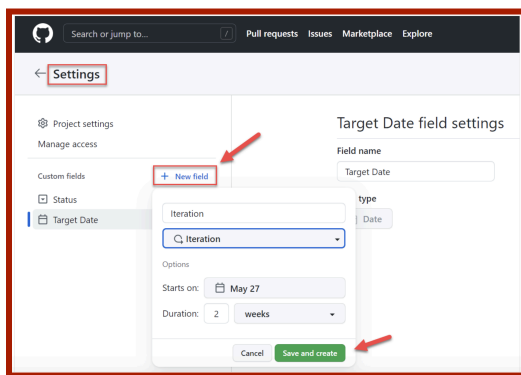 Search or jump to... /
Pull requests Issues Marketplace Explore
Settings
Project settings
Manage access
Custom fields
+ New field
Status
Target Date
Iteration
Iteration
Options
Starts on: May 27
Duration: 2 weeks
Cancel Save and create
Target Date field settings
Field name
Target Date
type
Date